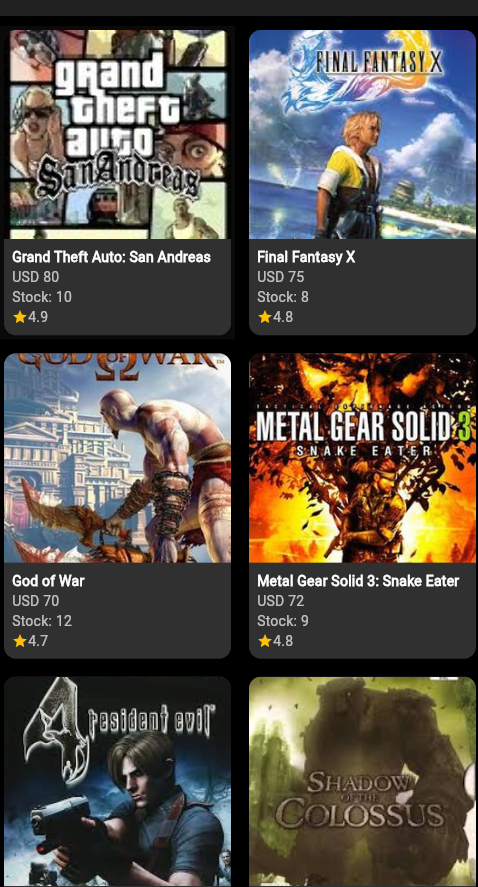 grand
theft
auto
San Andreas
Grand Theft Auto: San Andreas
USD 80
Stock: 10
4.9
FINAL FANTASY X
Final Fantasy X
USD 75
Stock: 8
4.8
GOD OF WAR
God of War
USD 70
Stock: 12
4.7
METAL GEAR SOLID 3
SNAKE EATER
Metal Gear Solid 3: Snake Eater
USD 72
Stock: 9
4.8
4 resident evil
SHADOW
OF THE
COLOSSUS